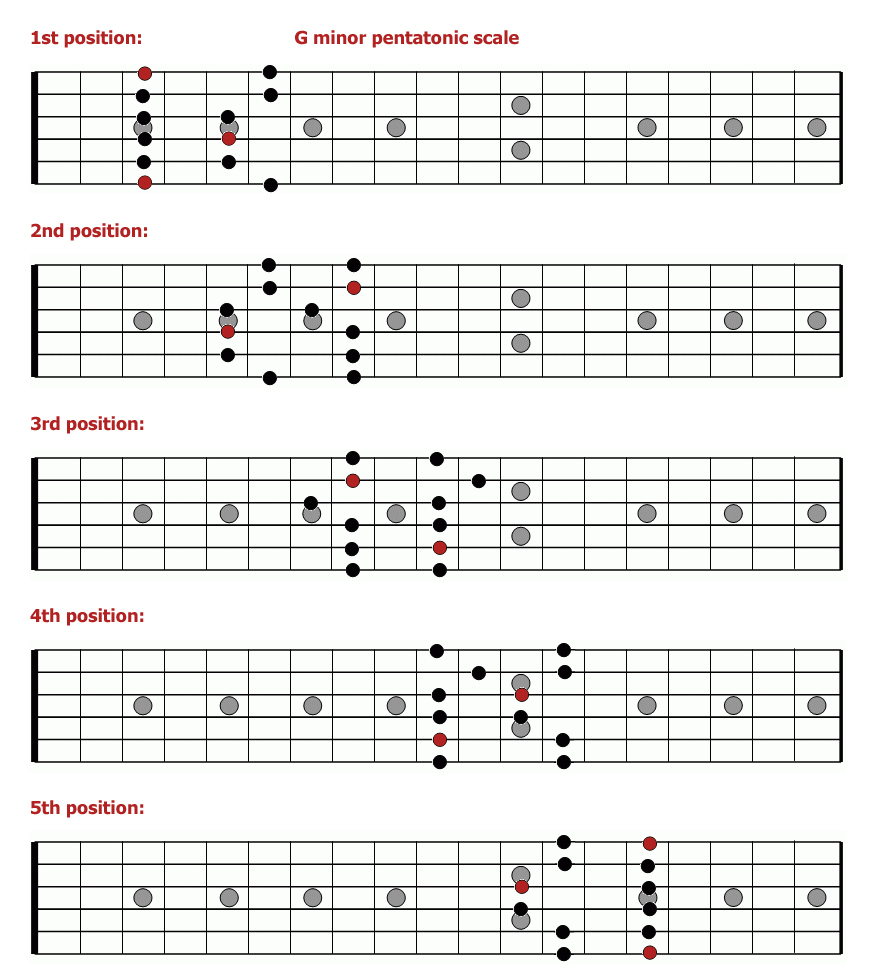 1st position:
G minor pentatonic scale
2nd position:
3rd position:
4th position:
5th position: